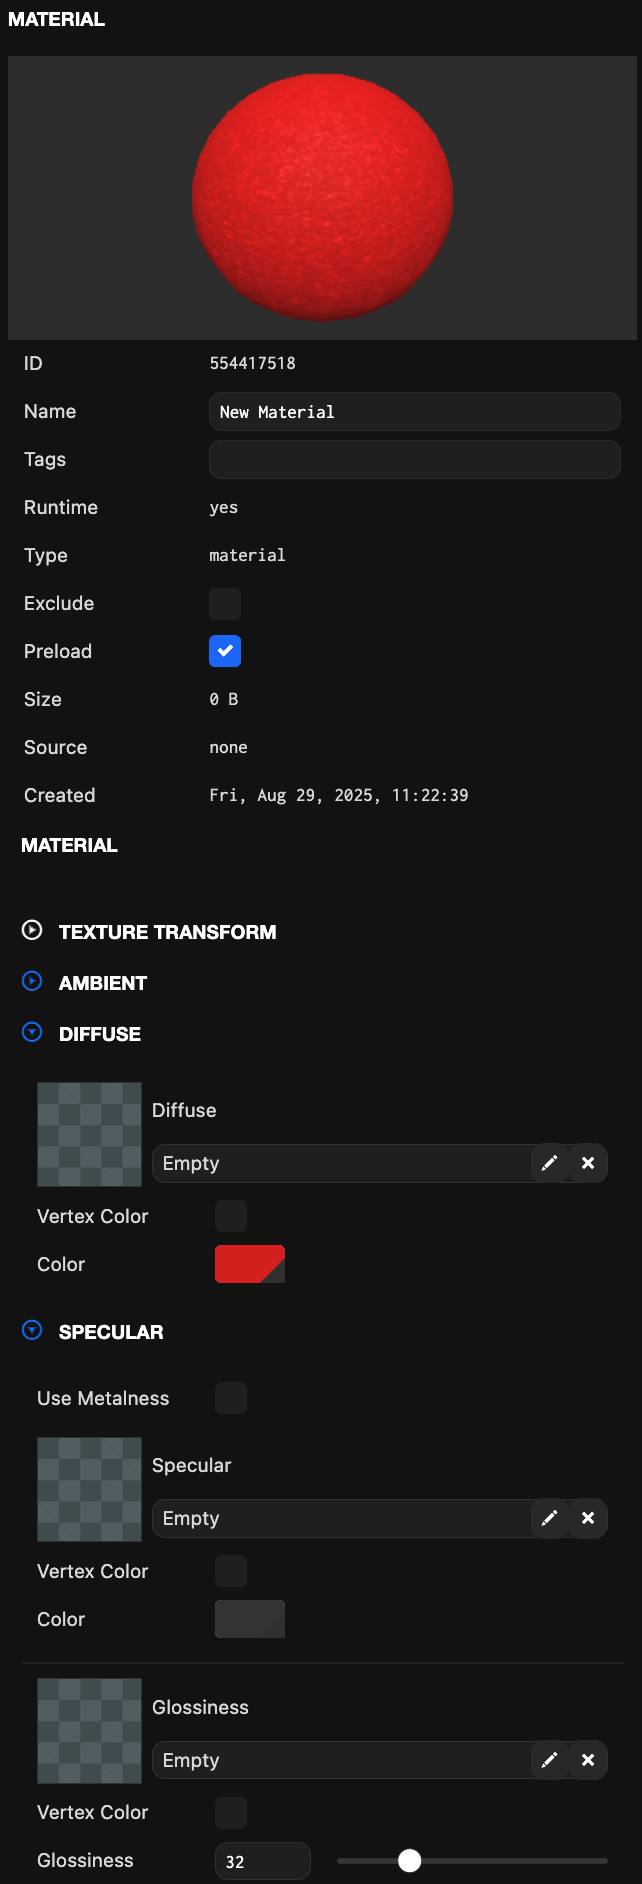 MATERIAL
ID 554417518
Name New Material
Tags
Runtime yes
Type material
Exclude
Preload
Size 0 B
Source none
Created Fri, Aug 29, 2025, 11:22:39
MATERIAL
TEXTURE TRANSFORM
AMBIENT
DIFFUSE
Diffuse
Empty
Vertex Color
Color
SPECULAR
Use Metalness
Specular
Empty
Vertex Color
Color
Glossiness
Empty
Vertex Color
Glossiness 32